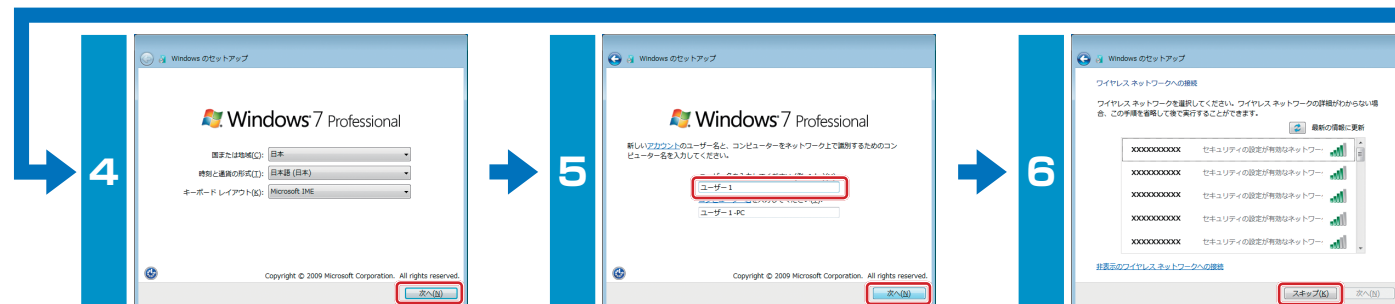 4
Windows のセットアップ
Windows 7 Professional
国または地域(C): 日本
時刻と通貨の形式(T): 日本語 (日本)
キーボード レイアウト(K): Microsoft IME
Copyright © 2009 Microsoft Corporation. All rights reserved.
次へ(N)
5
Windows のセットアップ
Windows 7 Professional
新しいアカウントのユーザー名と、コンピューターをネットワーク上で識別するためのコン
ピューター名を入力してください。
ユーザー1
ユーザー1-PC
Copyright © 2009 Microsoft Corporation. All rights reserved.
次へ(N)
6
Windows のセットアップ
ワイヤレス ネットワークへの接続
ワイヤレス ネットワークを選択してください。ワイヤレス ネットワークの詳細がわからない場
合、この手順を省略して後で実行することができます。
最新の情報に更新
XXXXXXXXXX セキュリティの設定が有効なネットワー
XXXXXXXXXX セキュリティの設定が有効なネットワー
XXXXXXXXXX セキュリティの設定が有効なネットワー
XXXXXXXXXX セキュリティの設定が有効なネットワー
XXXXXXXXXX セキュリティの設定が有効なネットワー
非表示のワイヤレス ネットワークへの接続
スキップ(K) 次へ(N)